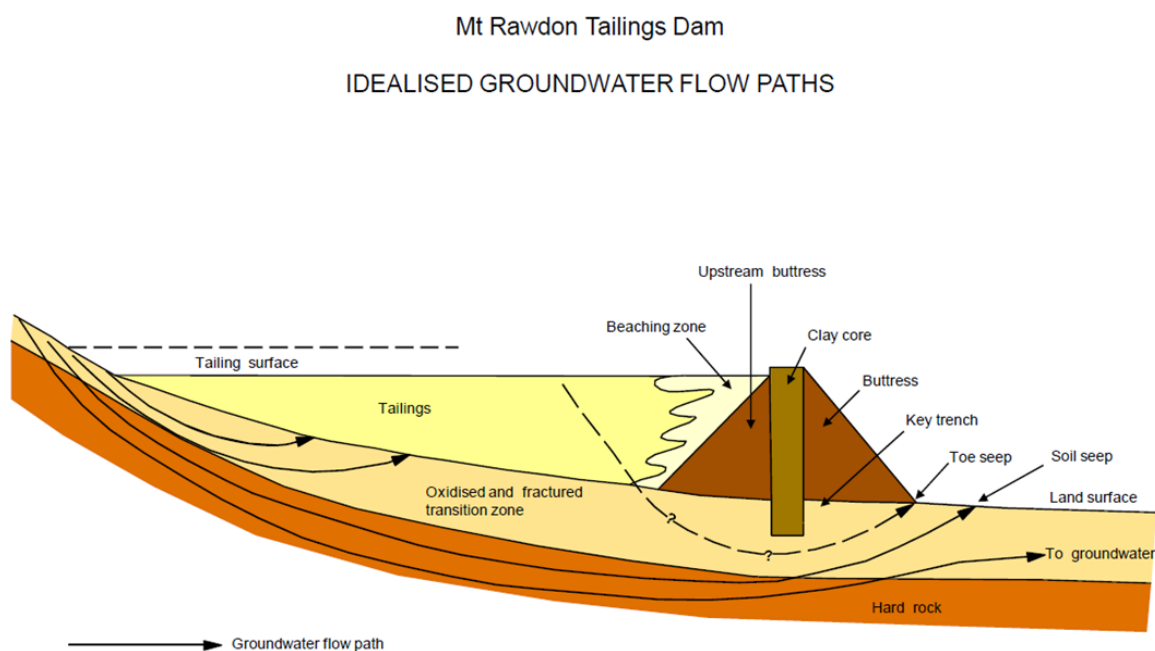 Mt Rawdon Tailings Dam
IDEALISED GROUNDWATER FLOW PATHS
Upstream buttress
Beaching zone
Clay core
Tailing surface
Buttress
Tailings
Key trench
Toe seep
Soil seep
Oxidised and fractured
transition zone
Land surface
?
?
To groundwater
Hard rock
Groundwater flow path